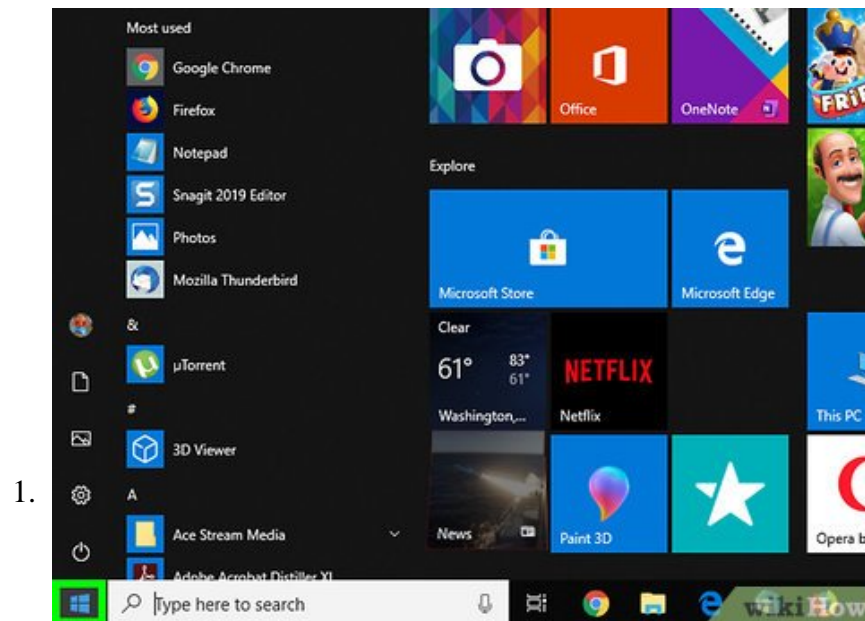 Most used
Google Chrome
Firefox
Notepad
Snagit 2019 Editor
Photos
Mozilla Thunderbird
&
µTorrent
#
3D Viewer
A
Ace Stream Media
Adobe Acrobat Distiller XI
Office
OneNote
Explore
Microsoft Store
Microsoft Edge
Clear
61° 83°
61°
Washington,...
NETFLIX
Netflix
This PC
News
Paint 3D
Opera b
1.
Type here to search
wikiHow